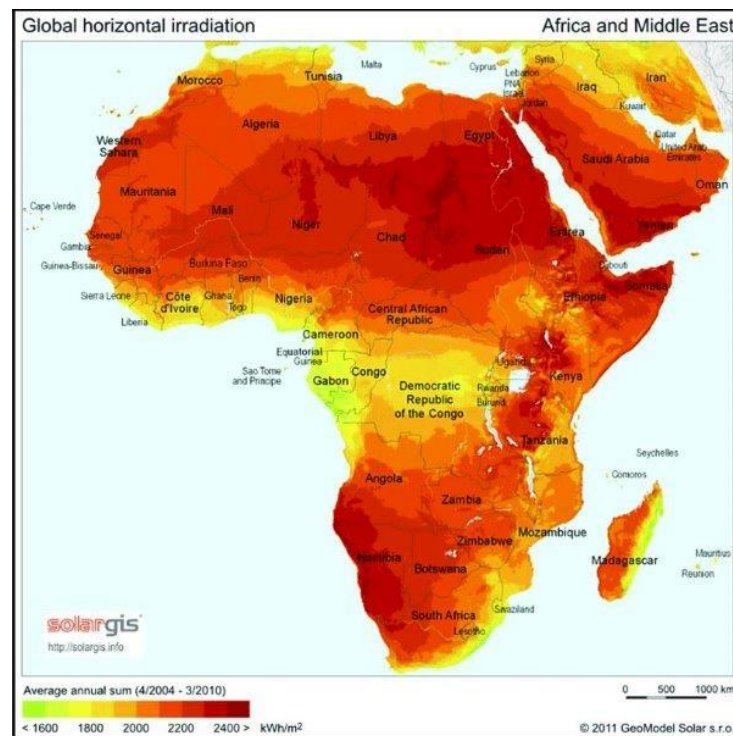 Global horizontal irradiation
Africa and Middle East
Malta
Cyprus
Syria
Lebanon
PNA
Israel
Jordan
Iraq
Iran
Kuwait
Qatar
United Arab
Emirates
Oman
Saudi Arabia
Yemen
Morocco
Tunisia
Algeria
Libya
Egypt
Western
Sahara
Mauritania
Mali
Niger
Chad
Sudan
Eritrea
Djibouti
Cape Verde
Senegal
Gambia
Guinea-Bissau
Guinea
Sierra Leone
Liberia
Côte
d'Ivoire
Burkina Faso
Ghana
Togo
Benin
Nigeria
Cameroon
Central African
Republic
Ethiopia
Somalia
Equatorial
Guinea
Sao Tome
and Principe
Gabon
Congo
Democratic
Republic
of the Congo
Uganda
Kenya
Rwanda
Burundi
Tanzania
Seychelles
Comoros
Angola
Zambia
Mozambique
Zimbabwe
Madagascar
Mauritius
Reunion
Namibia
Botswana
South Africa
Swaziland
Lesotho
solargis
http://solargis.info
Average annual sum (4/2004 - 3/2010)
< 1600 1800 2000 2200 2400 > kWh/m²
0 500 1000 km
© 2011 GeoModel Solar s.r.o.